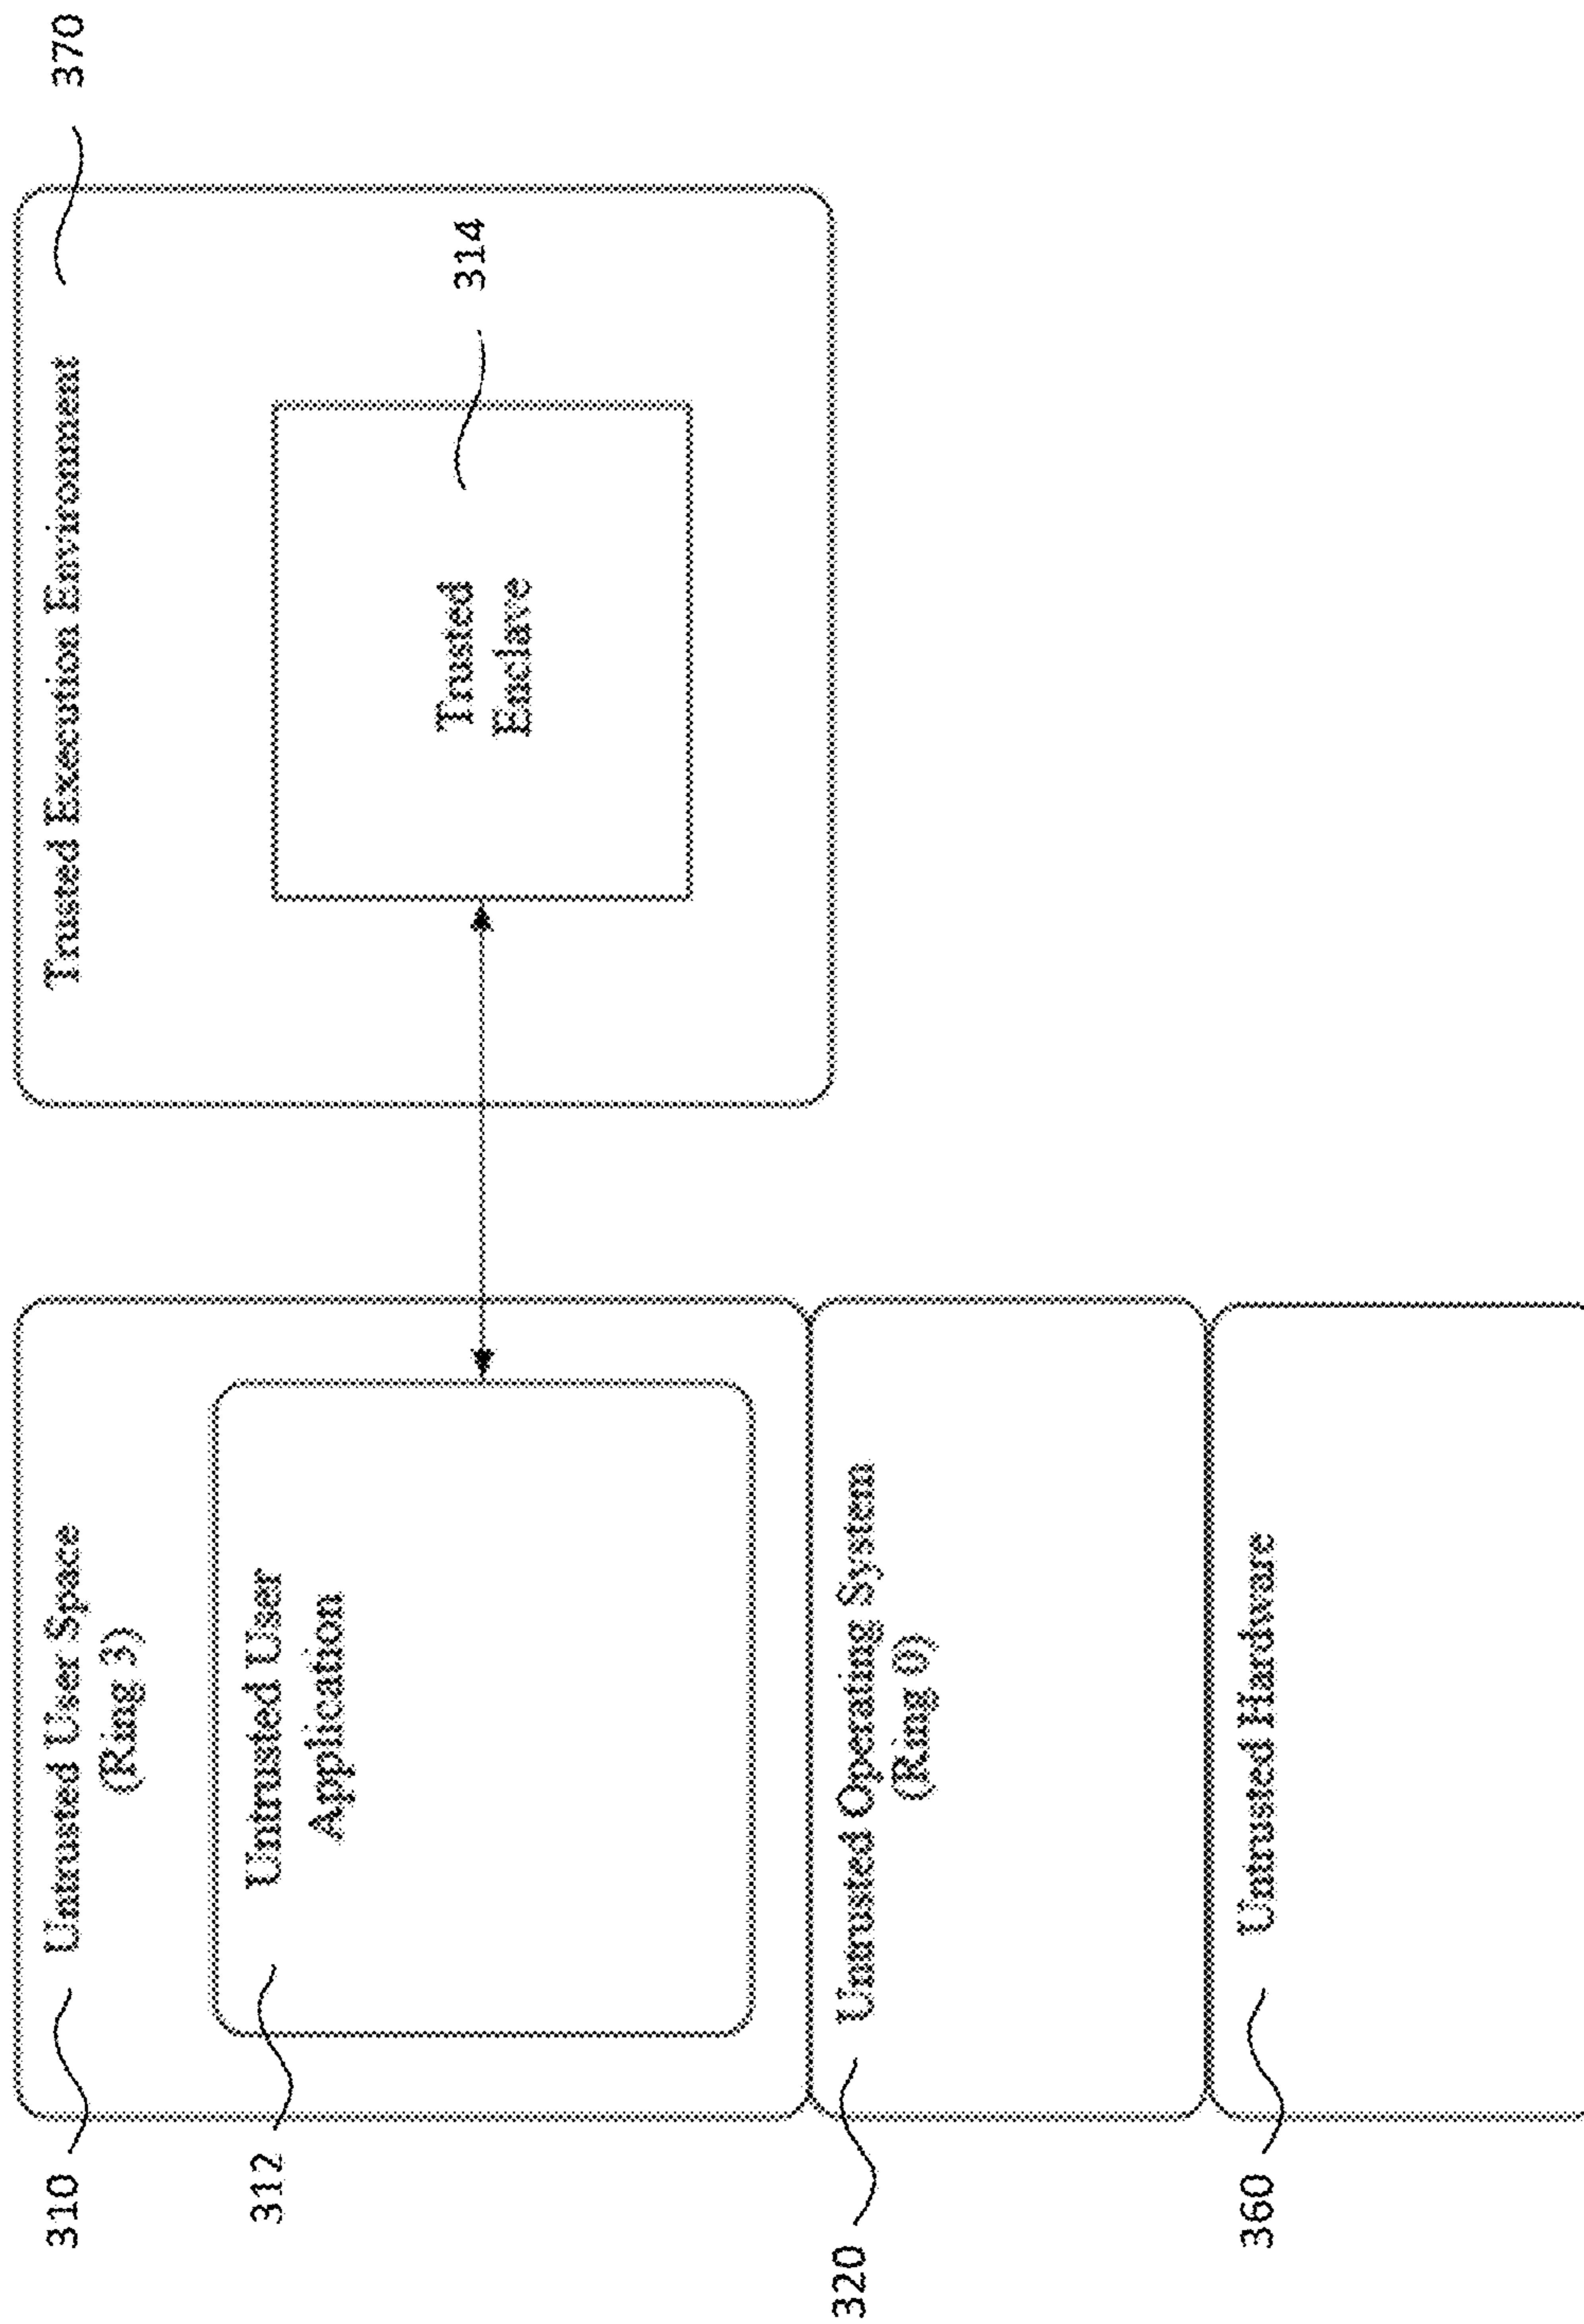 310
Untrusted User Space
(Ring 3)
312
Untrusted User
Application
320
Untrusted Operating System
(Ring 0)
360
Untrusted Hardware
Trusted Execution Environment
370
Trusted
Enclave
314